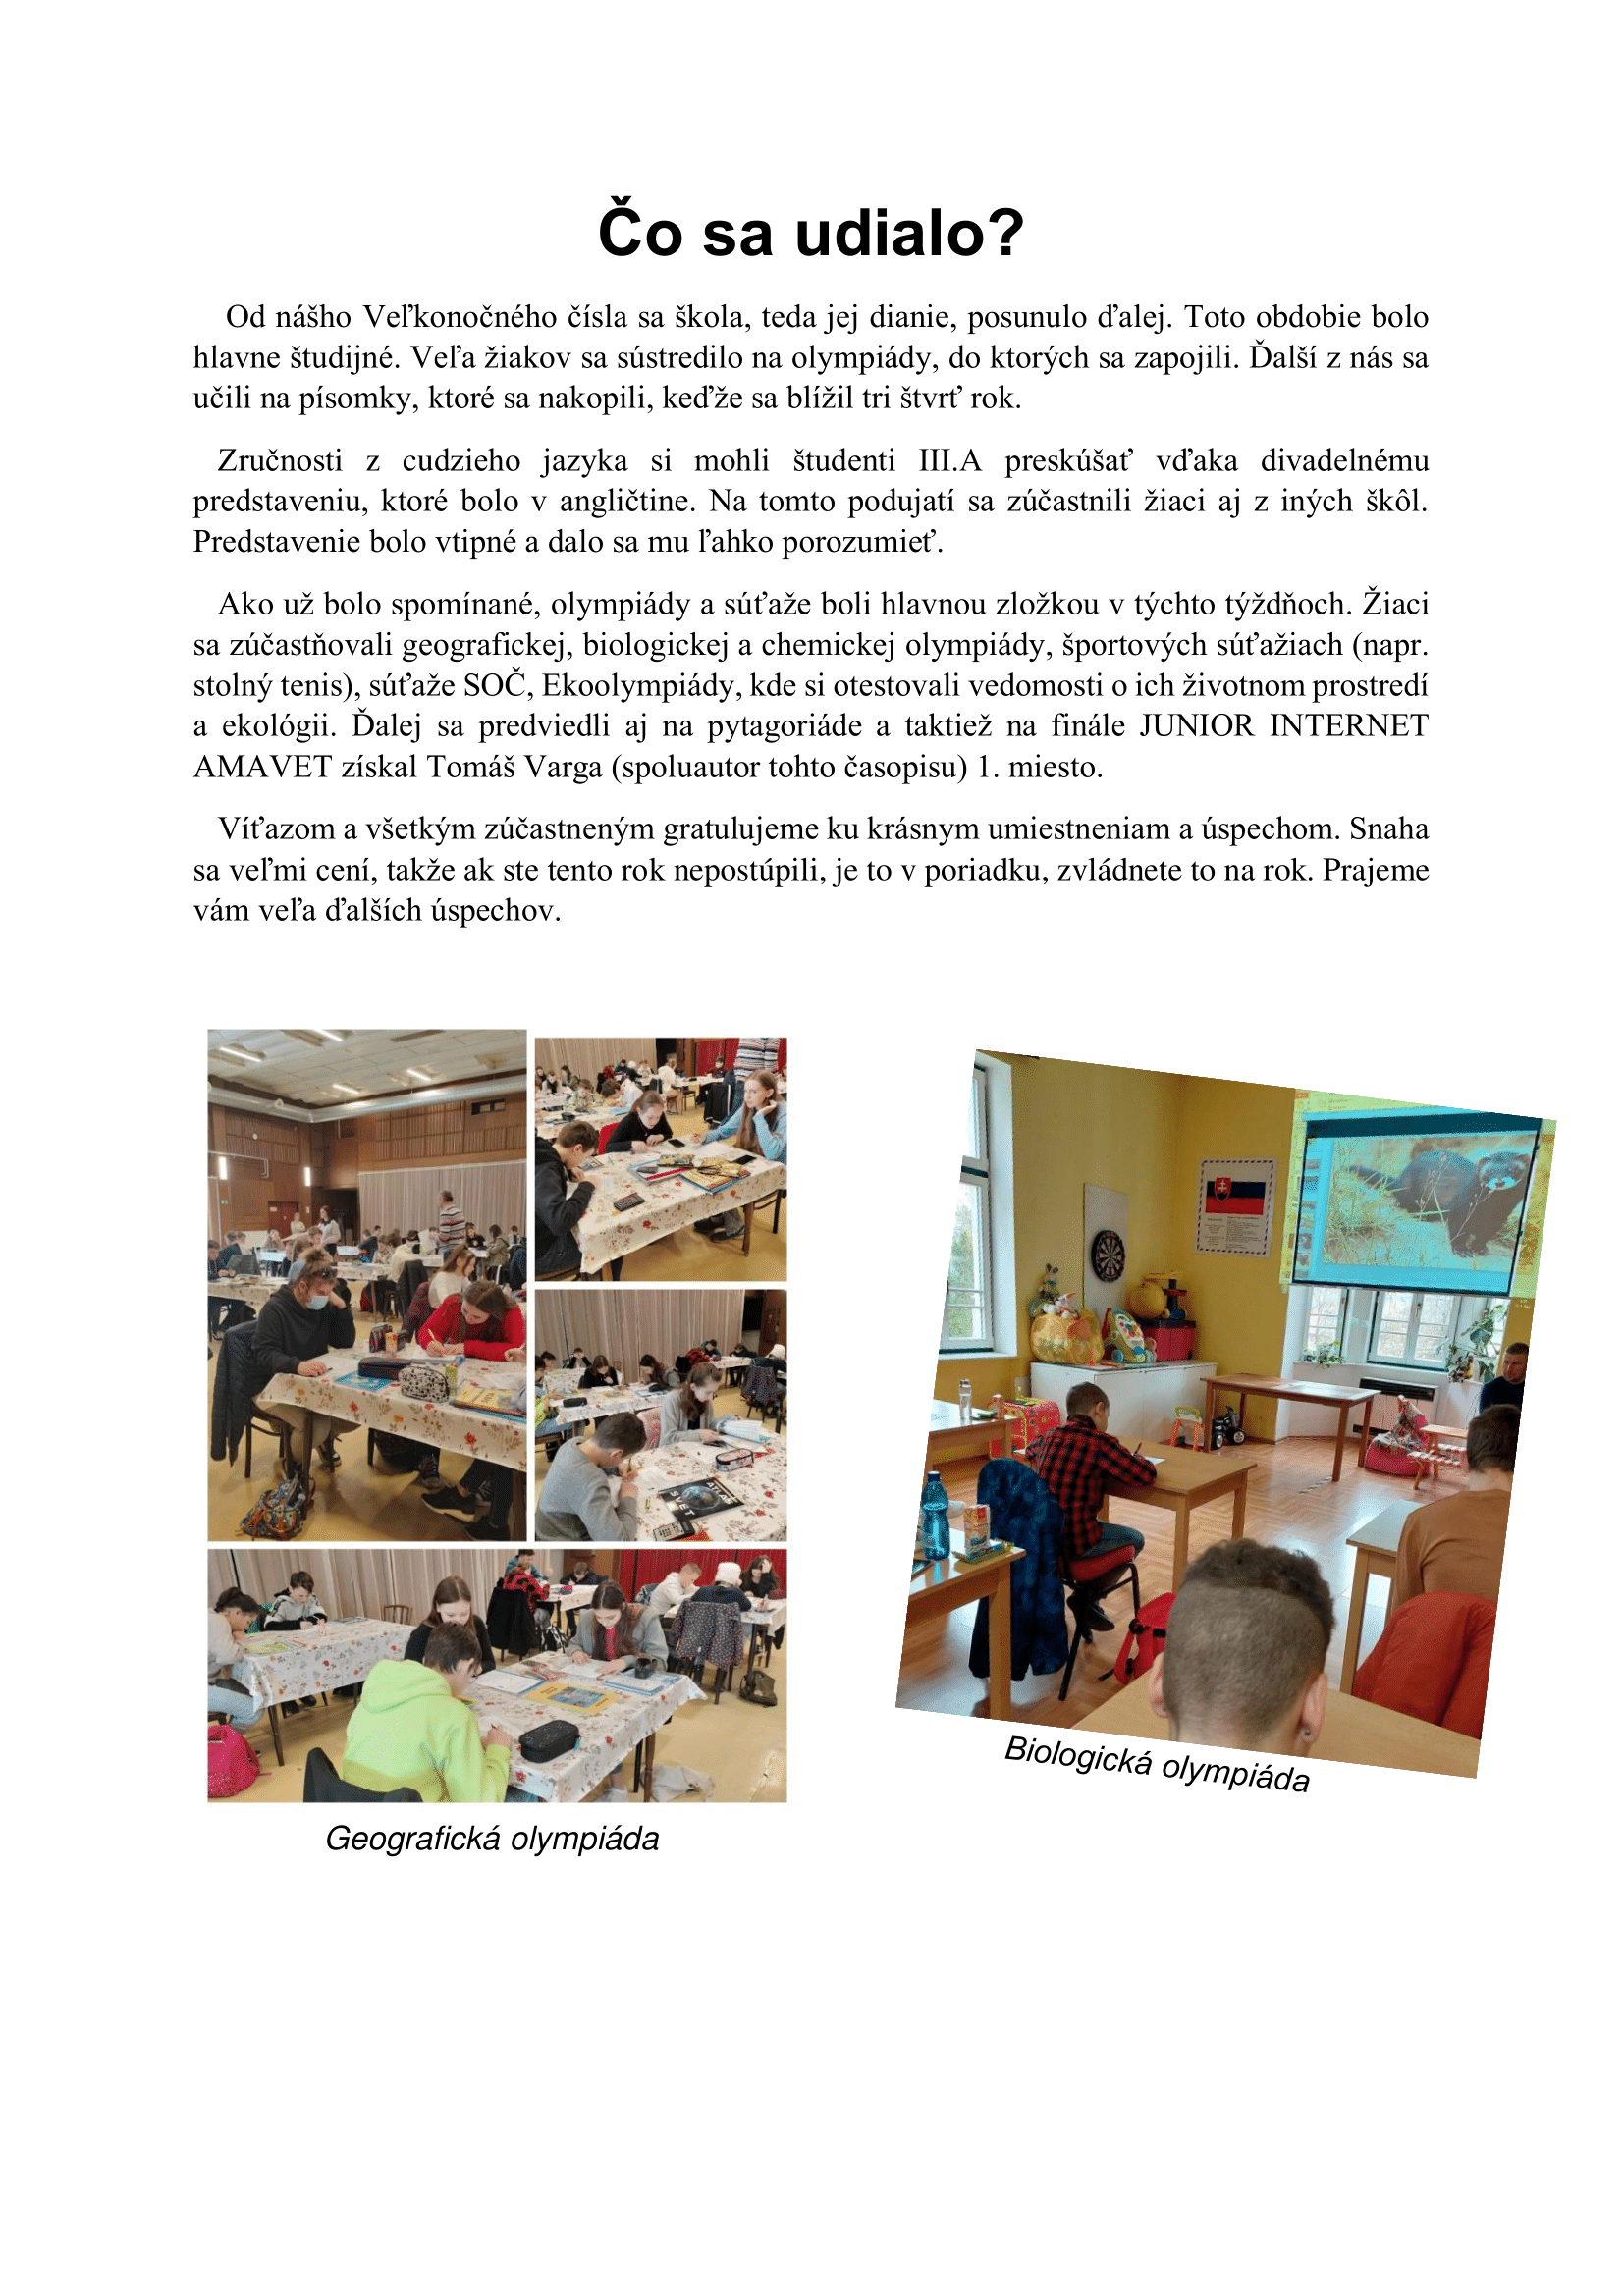 Čo sa udialo?
Od nášho Veľkonočného čísla sa škola, teda jej dianie, posunulo ďalej. Toto obdobie bolo
hlavne študijné. Veľa žiakov sa sústredilo na olympiády, do ktorých sa zapojili. Ďalší z nás sa
učili na písomky, ktoré sa nakopili, keďže sa blížil tri štvrť rok.
Zručnosti z cudzieho jazyka si mohli študenti III.A preskúšať vďaka divadelnému
predstaveniu, ktoré bolo v angličtine. Na tomto podujatí sa zúčastnili žiaci aj z iných škôl.
Predstavenie bolo vtipné a dalo sa mu ľahko porozumieť.
Ako už bolo spomínané, olympiády a súťaže boli hlavnou zložkou v týchto týždňoch. Žiaci
sa zúčastňovali geografickej, biologickej a chemickej olympiády, športových súťažiach (napr.
stolný tenis), súťaže SOČ, Ekoolympiády, kde si otestovali vedomosti o ich životnom prostredí
a ekológii. Ďalej sa predviedli aj na pytagoriáde a taktiež na finále JUNIOR INTERNET
AMAVET získal Tomáš Varga (spoluautor tohto časopisu) 1. miesto.
Víťazom a všetkým zúčastneným gratulujeme ku krásnym umiestneniam a úspechom. Snaha
sa veľmi cení, takže ak ste tento rok nepostúpili, je to v poriadku, zvládnete to na rok. Prajeme
vám veľa ďalších úspechov.
ATLAS
SVET
Geografická olympiáda
Biologická olympiáda